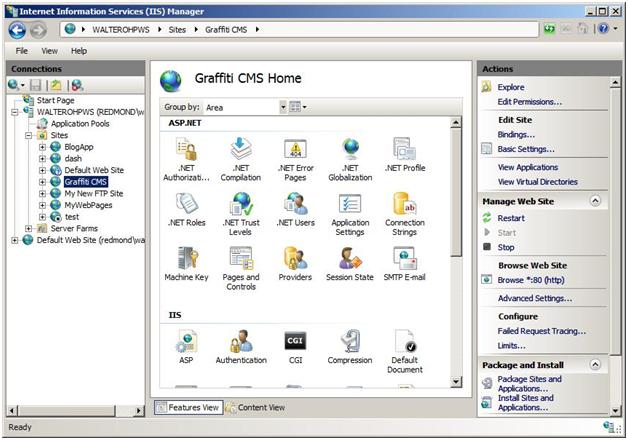 Internet Information Services (IIS) Manager
WALTEROHPWS
Sites
Graffiti CMS
File View Help
Connections
Start Page
WALTEROHPWS (REDMOND\w
Application Pools
Sites
BlogApp
dash
Default Web Site
Graffiti CMS
My New FTP Site
MyWebPages
test
Server Farms
Default Web Site (redmond\wa
Graffiti CMS Home
Group by: Area
ASP.NET
.NET Authorizati...
.NET Compilation
.NET Error Pages
.NET Globalization
.NET Profile
.NET Roles
.NET Trust Levels
.NET Users
Application Settings
Connection Strings
Machine Key
Pages and Controls
Providers
Session State
SMTP E-mail
IIS
ASP
Authentication
CGI
Compression
Default Document
Features View
Content View
Actions
Explore
Edit Permissions...
Edit Site
Bindings...
Basic Settings...
View Applications
View Virtual Directories
Manage Web Site
Restart
Start
Stop
Browse Web Site
Browse *:80 (http)
Advanced Settings...
Configure
Failed Request Tracing...
Limits...
Package and Install
Package Sites and
Applications...
Install Sites and
Applications...
Ready